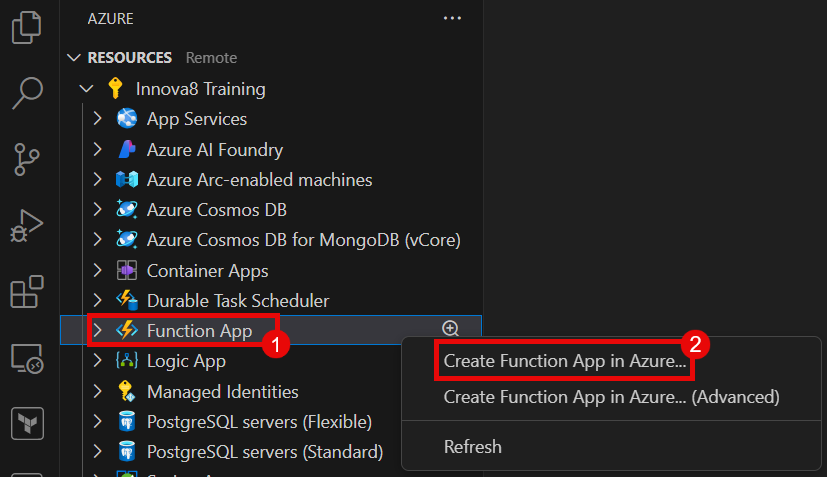 AZURE
RESOURCES Remote
Innova8 Training
App Services
Azure AI Foundry
Azure Arc-enabled machines
Azure Cosmos DB
Azure Cosmos DB for MongoDB (vCore)
Container Apps
Durable Task Scheduler
Function App
1
2
Create Function App in Azure...
Logic App
Create Function App in Azure... (Advanced)
Managed Identities
PostgreSQL servers (Flexible)
Refresh
PostgreSQL servers (Standard)